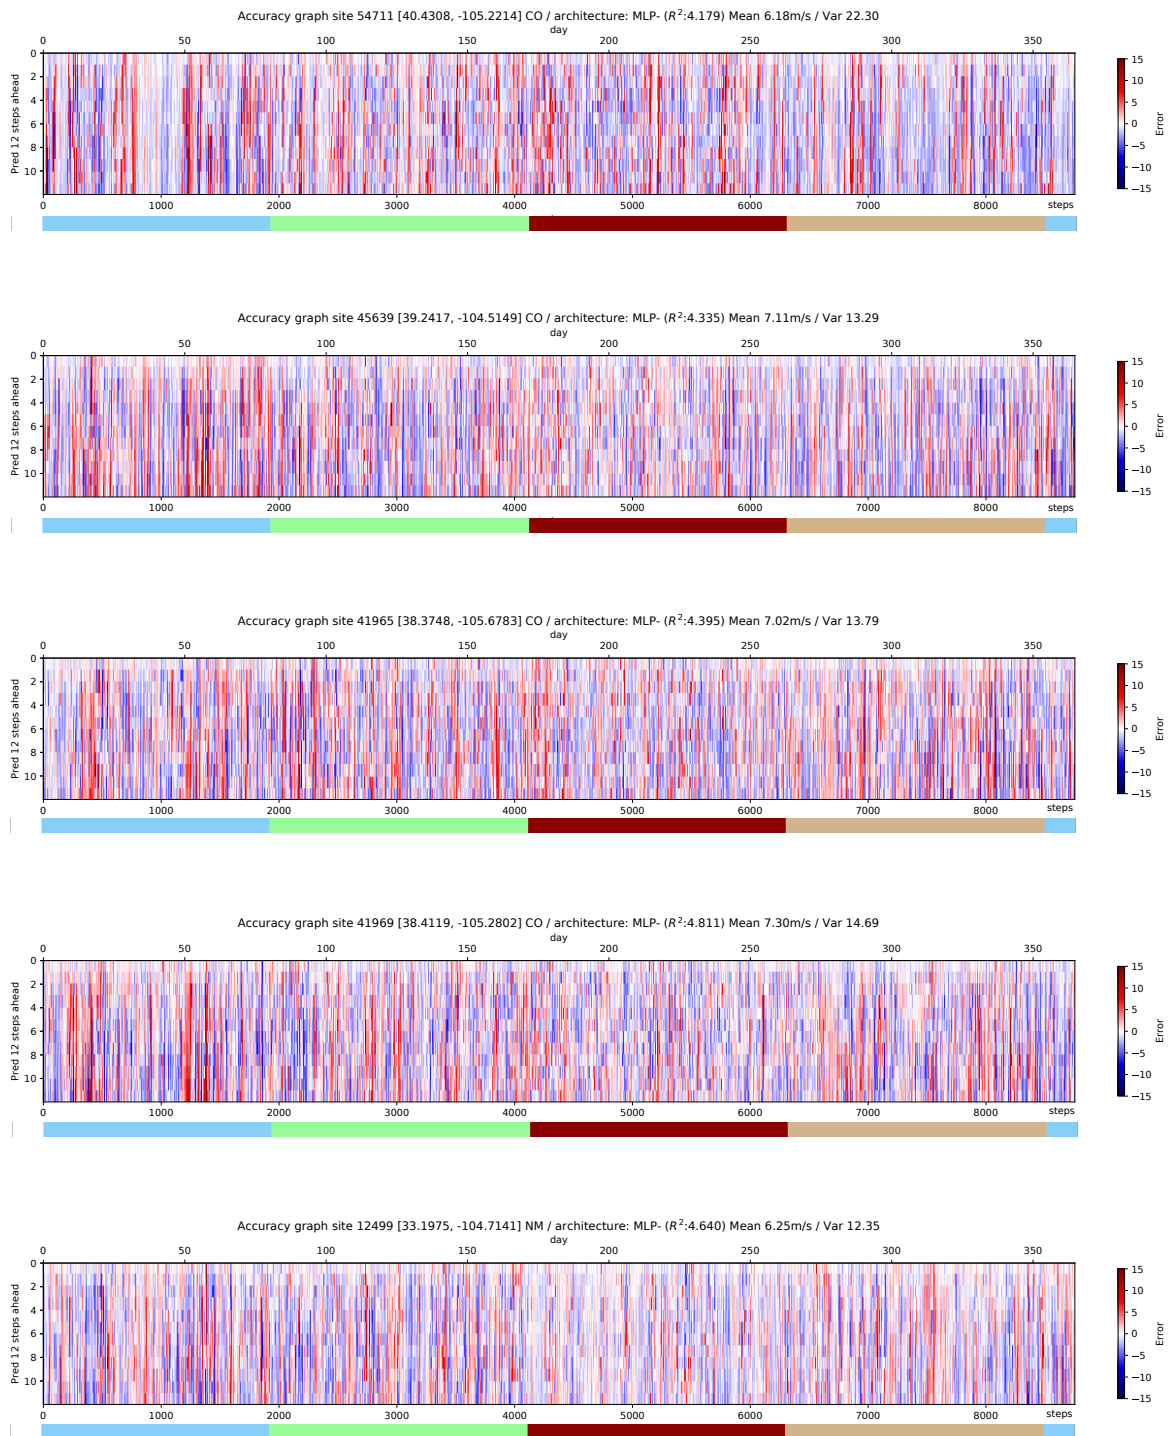 Accuracy graph site 54711 [40.4308, -105.2214] CO / architecture: MLP- (R²:4.179) Mean 6.18m/s / Var 22.30
day
0 50 100 150 200 250 300 350
Pred 12 steps ahead
0
2
4
6
8
10
0 1000 2000 3000 4000 5000 6000 7000 8000 steps
15
10
5
0
−5
−10
−15
Error
Accuracy graph site 45639 [39.2417, -104.5149] CO / architecture: MLP- (R²:4.335) Mean 7.11m/s / Var 13.29
day
0 50 100 150 200 250 300 350
Pred 12 steps ahead
0
2
4
6
8
10
0 1000 2000 3000 4000 5000 6000 7000 8000 steps
15
10
5
0
−5
−10
−15
Error
Accuracy graph site 41965 [38.3748, -105.6783] CO / architecture: MLP- (R²:4.395) Mean 7.02m/s / Var 13.79
day
0 50 100 150 200 250 300 350
Pred 12 steps ahead
0
2
4
6
8
10
0 1000 2000 3000 4000 5000 6000 7000 8000 steps
15
10
5
0
−5
−10
−15
Error
Accuracy graph site 41969 [38.4119, -105.2802] CO / architecture: MLP- (R²:4.811) Mean 7.30m/s / Var 14.69
day
0 50 100 150 200 250 300 350
Pred 12 steps ahead
0
2
4
6
8
10
0 1000 2000 3000 4000 5000 6000 7000 8000 steps
15
10
5
0
−5
−10
−15
Error
Accuracy graph site 12499 [33.1975, -104.7141] NM / architecture: MLP- (R²:4.640) Mean 6.25m/s / Var 12.35
day
0 50 100 150 200 250 300 350
Pred 12 steps ahead
0
2
4
6
8
10
0 1000 2000 3000 4000 5000 6000 7000 8000 steps
15
10
5
0
−5
−10
−15
Error